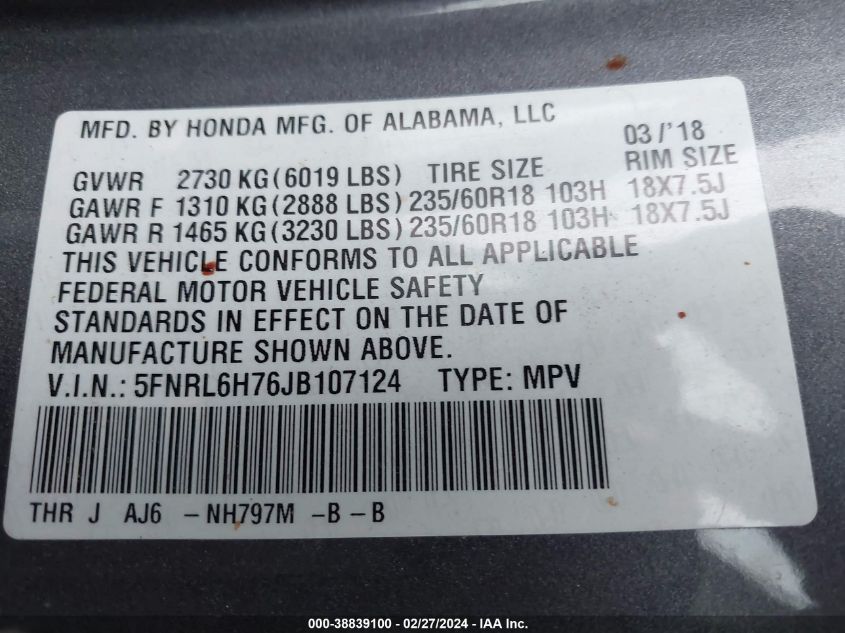 MFD. BY HONDA MFG. OF ALABAMA, LLC
03/'18
GVWR 2730 KG (6019 LBS) TIRE SIZE RIM SIZE
GAWR F 1310 KG (2888 LBS) 235/60R18 103H 18X7.5J
GAWR R 1465 KG (3230 LBS) 235/60R18 103H 18X7.5J
THIS VEHICLE CONFORMS TO ALL APPLICABLE
FEDERAL MOTOR VEHICLE SAFETY
STANDARDS IN EFFECT ON THE DATE OF
MANUFACTURE SHOWN ABOVE.
V.I.N.: 5FNRL6H76JB107124 TYPE: MPV
THR J AJ6 – NH797M – B – B
000-38839100 - 02/27/2024 - IAA Inc.